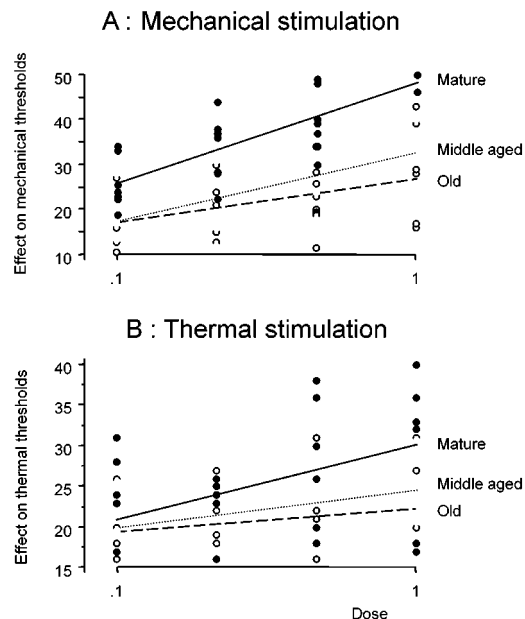 A : Mechanical stimulation
Effect on mechanical thresholds
50
40
30
20
10
Mature
Middle aged
Old
.1
1
B : Thermal stimulation
Effect on thermal thresholds
40
35
30
25
20
15
Mature
Middle aged
Old
.1
1
Dose